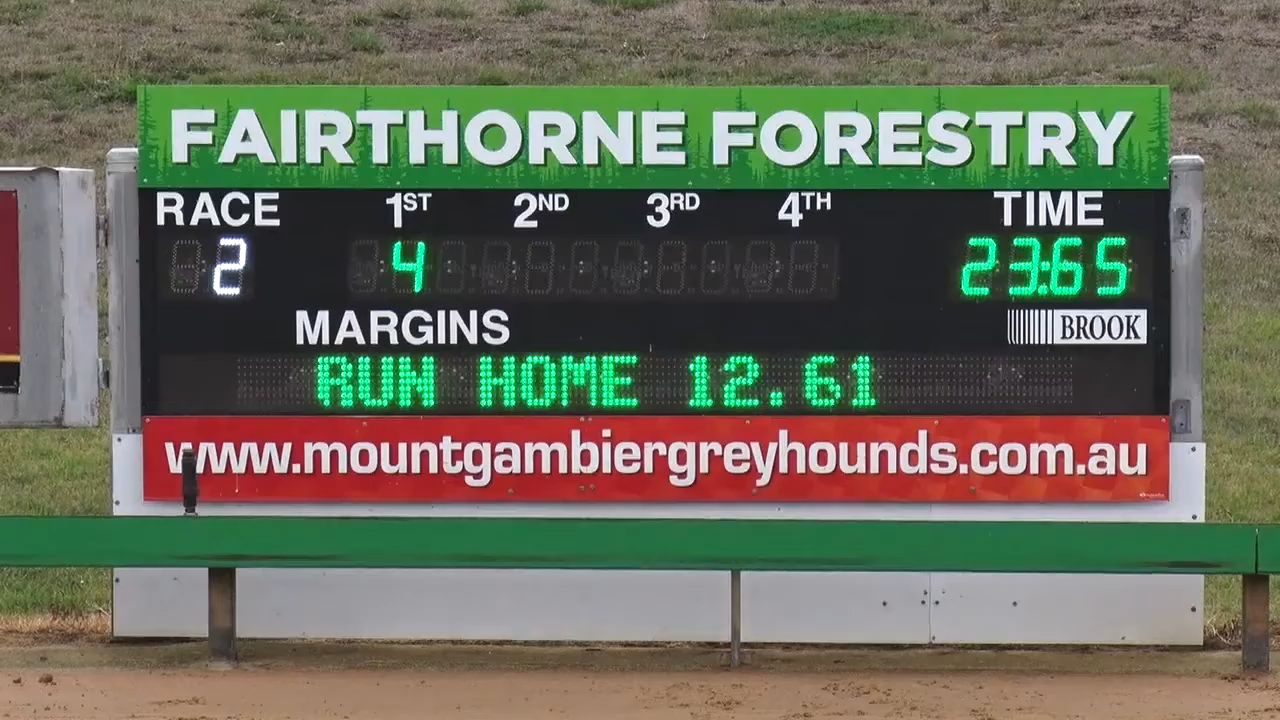 FAIRTHORNE FORESTRY
RACE 1ST 2ND 3RD 4TH TIME
2 4 23:65
MARGINS BROOK
RUN HOME 12.61
www.mountgambiergreyhounds.com.au